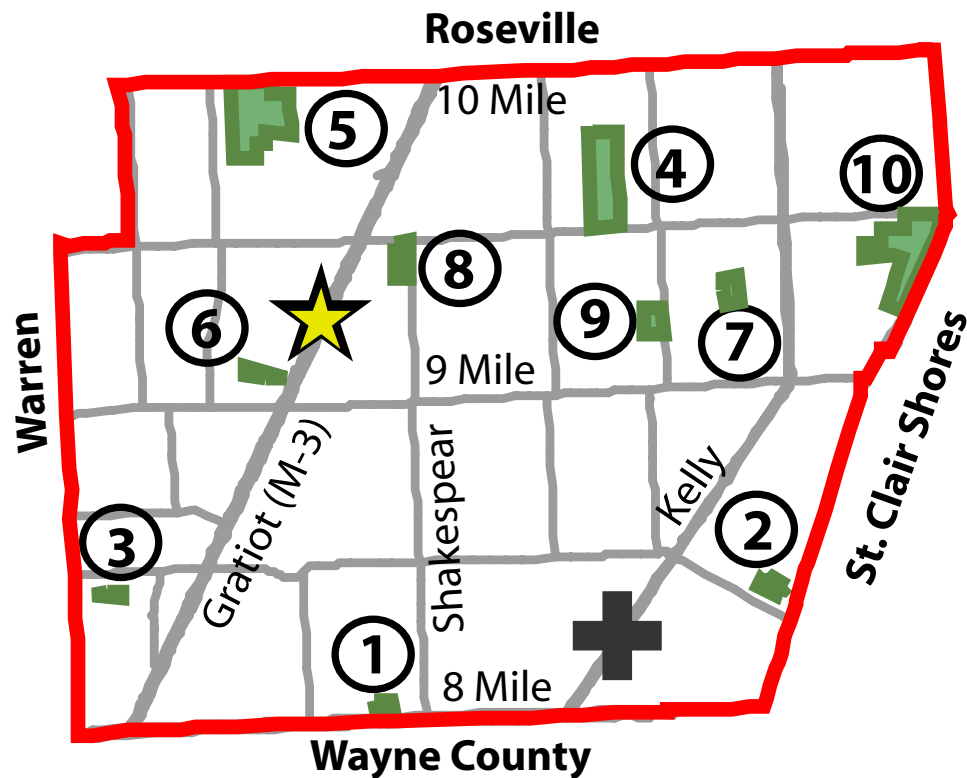 Roseville
10 Mile
5
4
10
8
6
9
7
Warren
9 Mile
St. Clair Shores
Gratiot (M-3)
Shakespear
Kelly
3
2
1
8 Mile
Wayne County